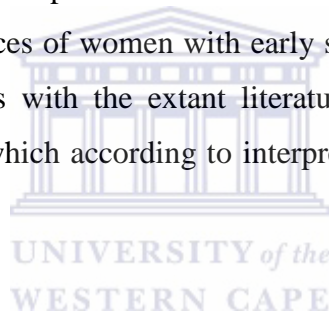 ces of women with early s
s with the extant literatu
which according to interpre
UNIVERSITY of the
WESTERN CAPE